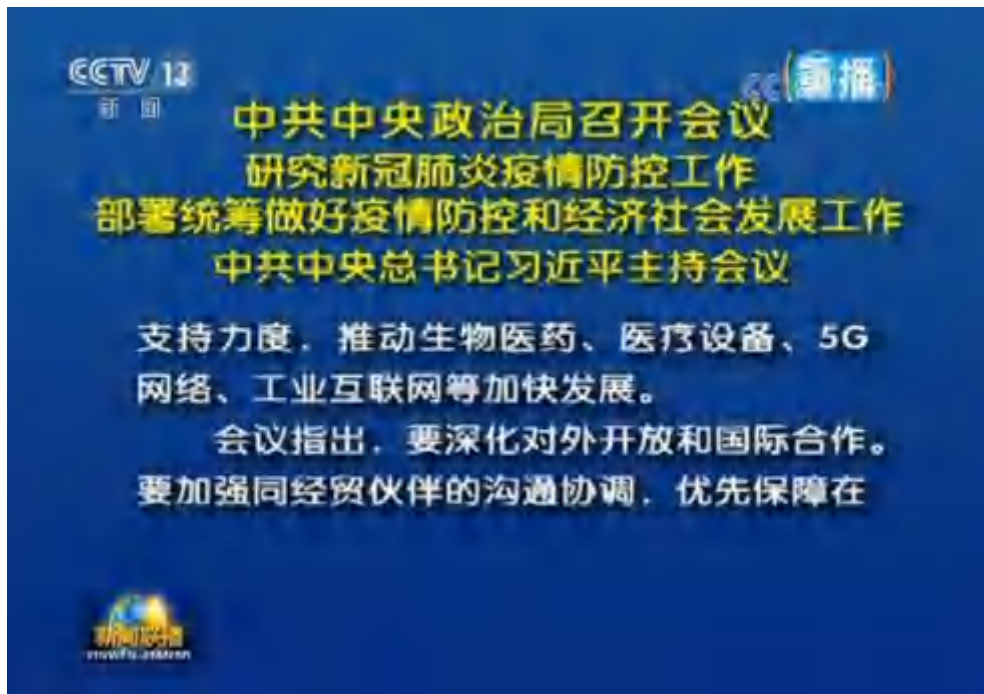 CCTV 13
新闻
重播
中共中央政治局召开会议
研究新冠肺炎疫情防控工作
部署统筹做好疫情防控和经济社会发展工作
中共中央总书记习近平主持会议
支持力度，推动生物医药、医疗设备、5G
网络、工业互联网等加快发展。
会议指出，要深化对外开放和国际合作。
要加强同经贸伙伴的沟通协调，优先保障在
新闻联播